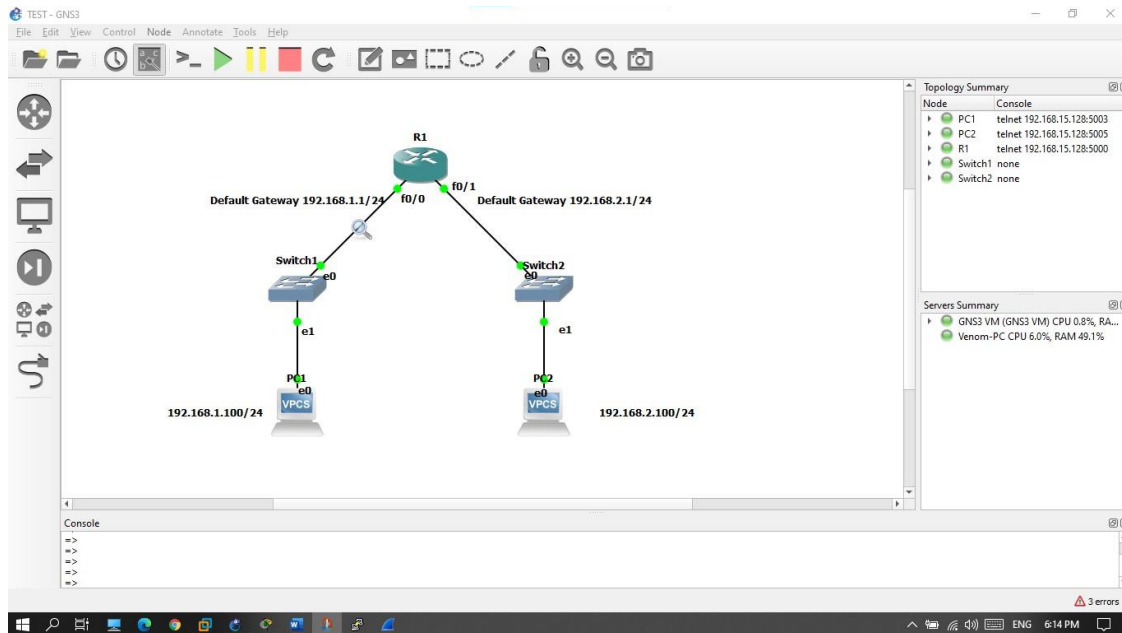 TEST - GNS3
File Edit View Control Node Annotate Tools Help
R1
f0/0
f0/1
Default Gateway 192.168.1.1/24
Default Gateway 192.168.2.1/24
Switch1
e0
Switch2
e0
e1
e1
PC1
e0
VPCS
192.168.1.100/24
PC2
e0
VPCS
192.168.2.100/24
Topology Summary
Node Console
PC1 telnet 192.168.15.128:5003
PC2 telnet 192.168.15.128:5005
R1 telnet 192.168.15.128:5000
Switch1 none
Switch2 none
Servers Summary
GNS3 VM (GNS3 VM) CPU 0.8%, RA...
Venom-PC CPU 6.0%, RAM 49.1%
Console
=>
=>
=>
=>
=>
3 errors
ENG 6:14 PM